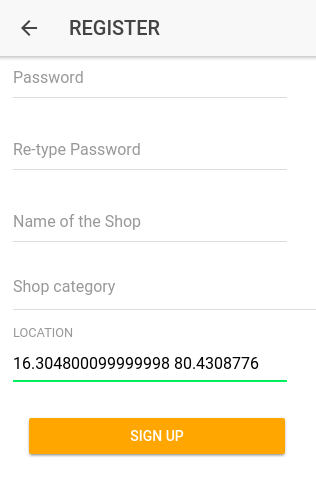 REGISTER
Password
Re-type Password
Name of the Shop
Shop category
LOCATION
16.304800099999998 80.4308776
SIGN UP